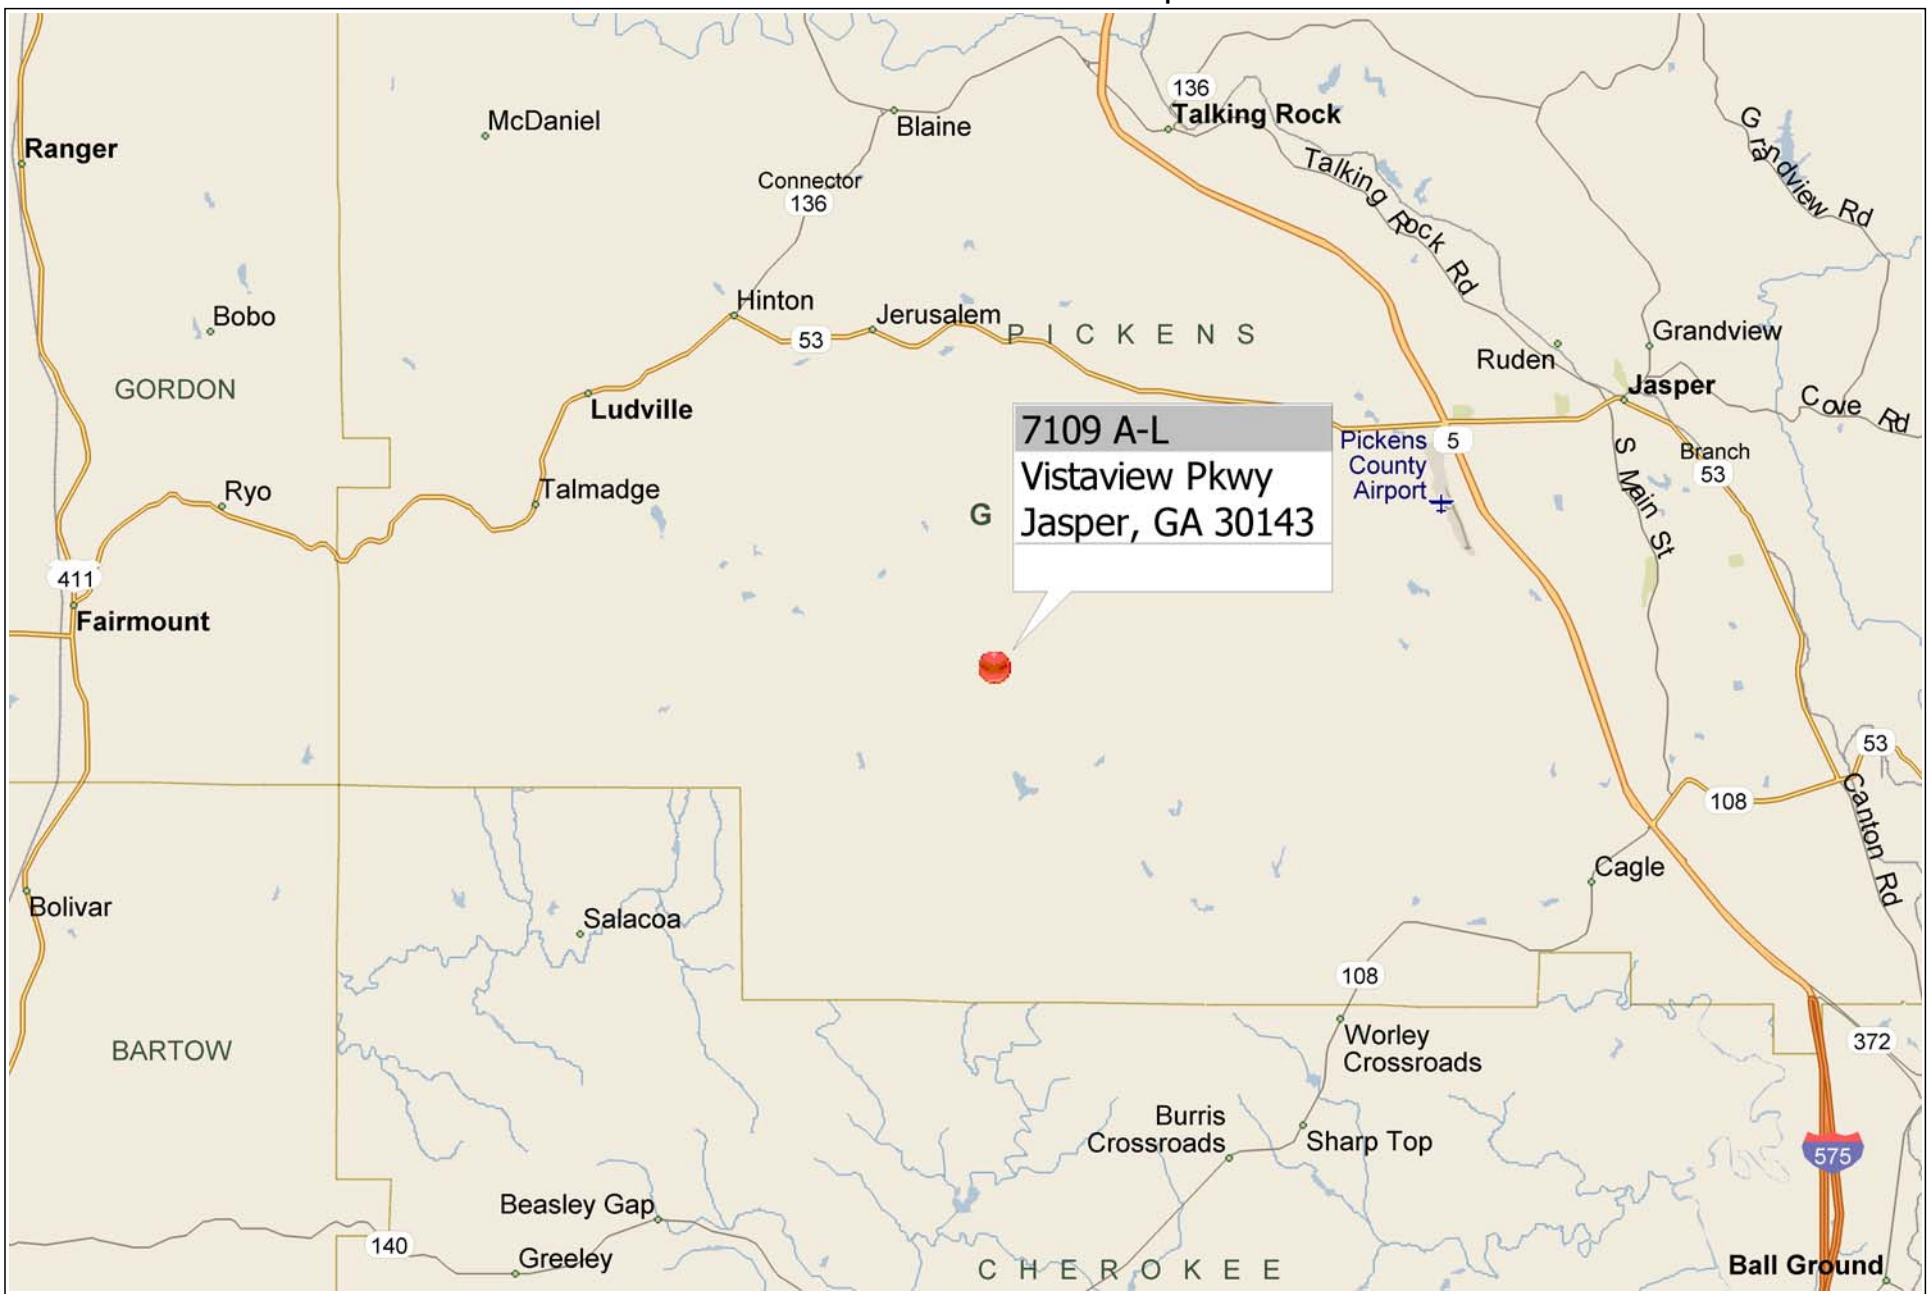 136
Talking Rock
McDaniel
Blaine
Ranger
Grandview Rd
Talking Rock Rd
Connector
136
Hinton
Jerusalem
53
PICKENS
Bobo
GORDON
Grandview
Ruden
Jasper
Ludville
Cove Rd
7109 A-L
Vistaview Pkwy
Jasper, GA 30143
Pickens
County
Airport
5
Branch
53
S Main St
Ryo
Talmadge
G
411
Fairmount
53
108
Canton Rd
Cagle
Bolivar
Salacoa
108
Worley
Crossroads
372
BARTOW
Burris
Crossroads
Sharp Top
575
Beasley Gap
140
Greeley
CHEROKEE
Ball Ground